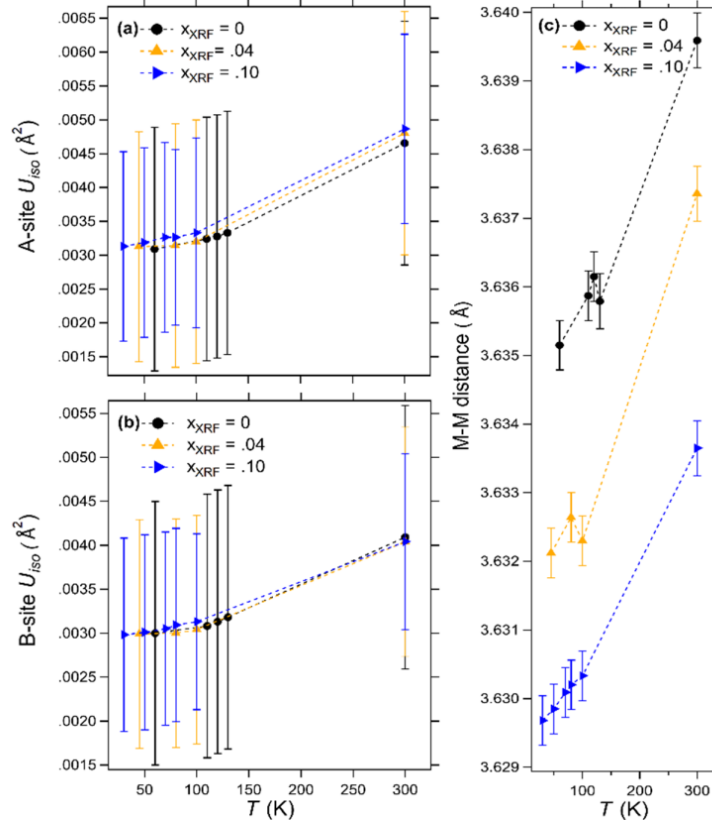 (a)
x_XRF = 0
x_XRF = .04
x_XRF = .10
A-site U_iso ( Å²)
.0065
.0060
.0055
.0050
.0045
.0040
.0035
.0030
.0025
.0020
.0015
(b)
x_XRF = 0
x_XRF = .04
x_XRF = .10
B-site U_iso ( Å²)
.0055
.0050
.0045
.0040
.0035
.0030
.0025
.0020
.0015
50 100 150 200 250 300
T (K)
(c)
x_XRF = 0
x_XRF = .04
x_XRF = .10
M-M distance ( Å)
3.640
3.639
3.638
3.637
3.636
3.635
3.634
3.633
3.632
3.631
3.630
3.629
100 200 300
T (K)